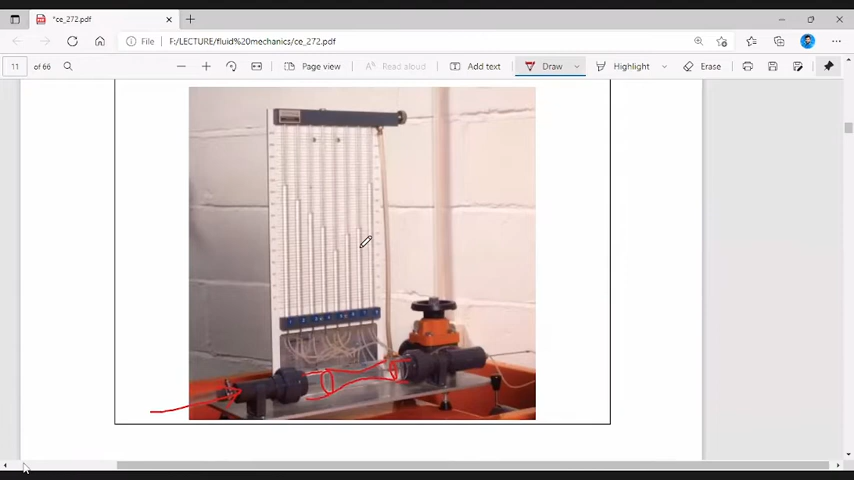 *ce_272.pdf
File
F:/LECTURE/fluid%20mechanics/ce_272.pdf
11 of 66
Page view
Read aloud
Add text
Draw
Highlight
Erase